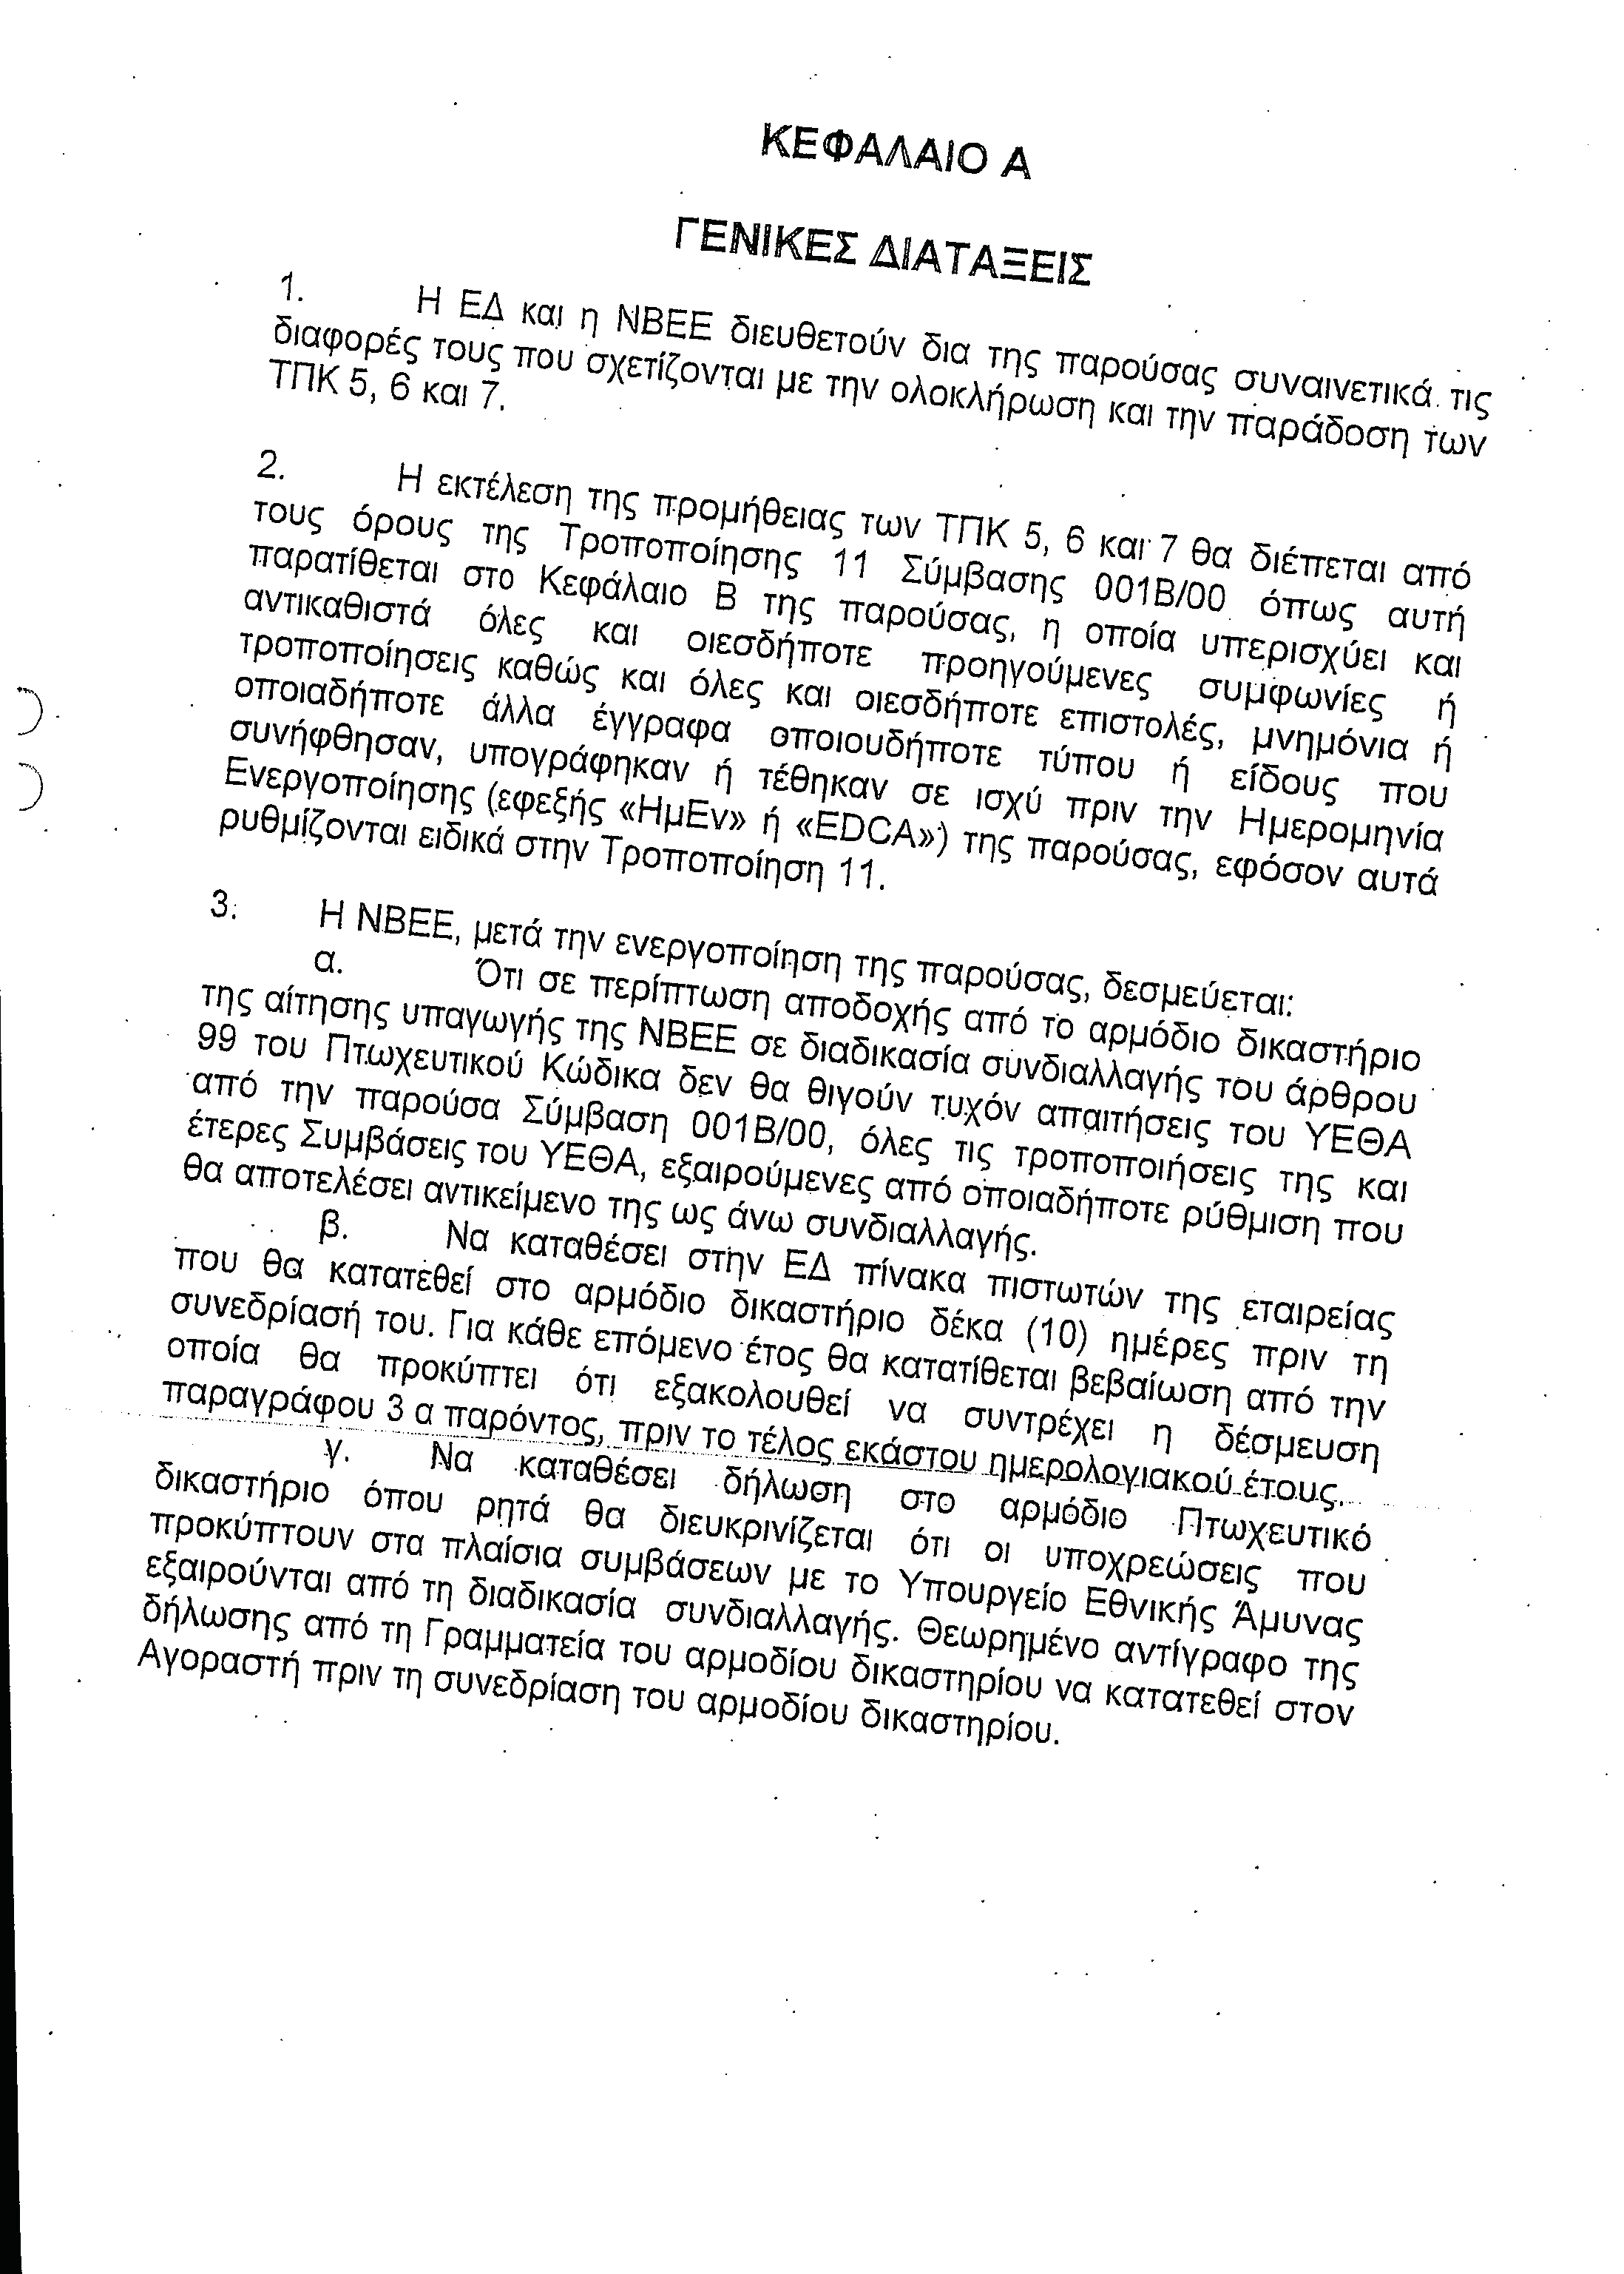 ΚΕΦΑΛΑΙΟ Α
ΓΕΝΙΚΕΣ ΔΙΑΤΑΞΕΙΣ
1. Η ΕΔ και η ΝΒΕΕ διευθετούν δια της παρούσας συναινετικά τις
διαφορές τους που σχετίζονται με την ολοκλήρωση και την παράδοση των
ΤΠΚ 5, 6 και 7.
2. Η εκτέλεση της προμήθειας των ΤΠΚ 5, 6 και 7 θα διέπεται από
τους όρους της Τροποποίησης 11 Σύμβασης 001Β/00 όπως αυτή
παρατίθεται στο Κεφάλαιο Β της παρούσας, η οποία υπερισχύει και
αντικαθιστά όλες και οιεσδήποτε προηγούμενες συμφωνίες ή
τροποποίησεις καθώς και όλες και οιεσδήποτε επιστολές, μνημόνια ή
οποιαδήποτε άλλα έγγραφα οποιουδήποτε τύπου ή είδους που
συνήφθησαν, υπογράφηκαν ή τέθηκαν σε ισχύ πριν την Ημερομηνία
Ενεργοποίησης (εφεξής «ΗμΕν» ή «EDCA») της παρούσας, εφόσον αυτά
ρυθμίζονται ειδικά στην Τροποποίηση 11.
3. Η ΝΒΕΕ, μετά την ενεργοποίηση της παρούσας, δεσμεύεται:
α. Ότι σε περίπτωση αποδοχής από το αρμόδιο δικαστήριο
της αίτησης υπαγωγής της ΝΒΕΕ σε διαδικασία συνδιαλλαγής του άρθρου
99 του Πτωχευτικού Κώδικα δεν θα θιγούν τυχόν απαιτήσεις του ΥΕΘΑ
από την παρούσα Σύμβαση 001Β/00, όλες τις τροποποιήσεις της και
έτερες Συμβάσεις του ΥΕΘΑ, εξαιρούμενες από οποιαδήποτε ρύθμιση που
θα αποτελέσει αντικείμενο της ως άνω συνδιαλλαγής.
β. Να καταθέσει στην ΕΔ πίνακα πιστωτών της εταιρείας
που θα κατατεθεί στο αρμόδιο δικαστήριο δέκα (10) ημέρες πριν τη
συνεδρίασή του. Για κάθε επόμενο έτος θα κατατίθεται βεβαίωση από την
οποία θα προκύπτει ότι εξακολουθεί να συντρέχει η δέσμευση
παραγράφου 3 α παρόντος, πριν το τέλος εκάστου ημερολογιακού έτους.
γ. Να καταθέσει δήλωση στο αρμόδιο Πτωχευτικό
δικαστήριο όπου ρητά θα διευκρινίζεται ότι οι υποχρεώσεις που
προκύπτουν στα πλαίσια συμβάσεων με το Υπουργείο Εθνικής Άμυνας
εξαιρούνται από τη διαδικασία συνδιαλλαγής. Θεωρημένο αντίγραφο της
δήλωσης από τη Γραμματεία του αρμοδίου δικαστηρίου να κατατεθεί στον
Αγοραστή πριν τη συνεδρίαση του αρμοδίου δικαστηρίου.